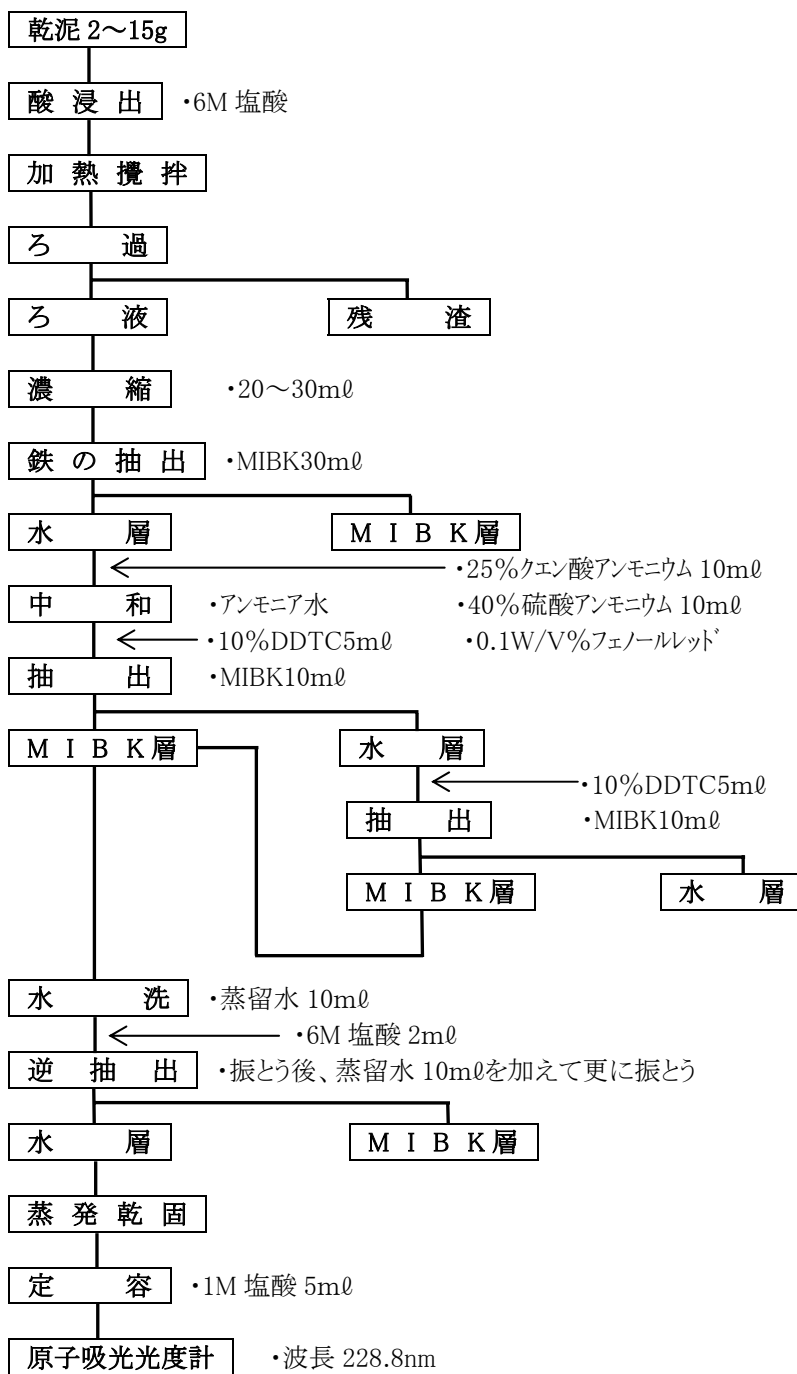 乾泥 2～15g
酸 浸 出 ・6M 塩酸
加 熱 攪 拌
ろ 過
ろ 液 残 渣
濃 縮 ・20～30mℓ
鉄 の 抽 出 ・MIBK30mℓ
水 層 M I B K層
・25%クエン酸アンモニウム 10mℓ
中 和 ・アンモニア水 ・40%硫酸アンモニウム 10mℓ
・10%DDTC5mℓ ・0.1W/V%フェノールレッド
抽 出 ・MIBK10mℓ
M I B K層 水 層
・10%DDTC5mℓ
抽 出 ・MIBK10mℓ
M I B K層 水 層
水 洗 ・蒸留水 10mℓ
・6M 塩酸 2mℓ
逆 抽 出 ・振とう後、蒸留水 10mℓを加えて更に振とう
水 層 M I B K層
蒸 発 乾 固
定 容 ・1M 塩酸 5mℓ
原子吸光光度計 ・波長 228.8nm